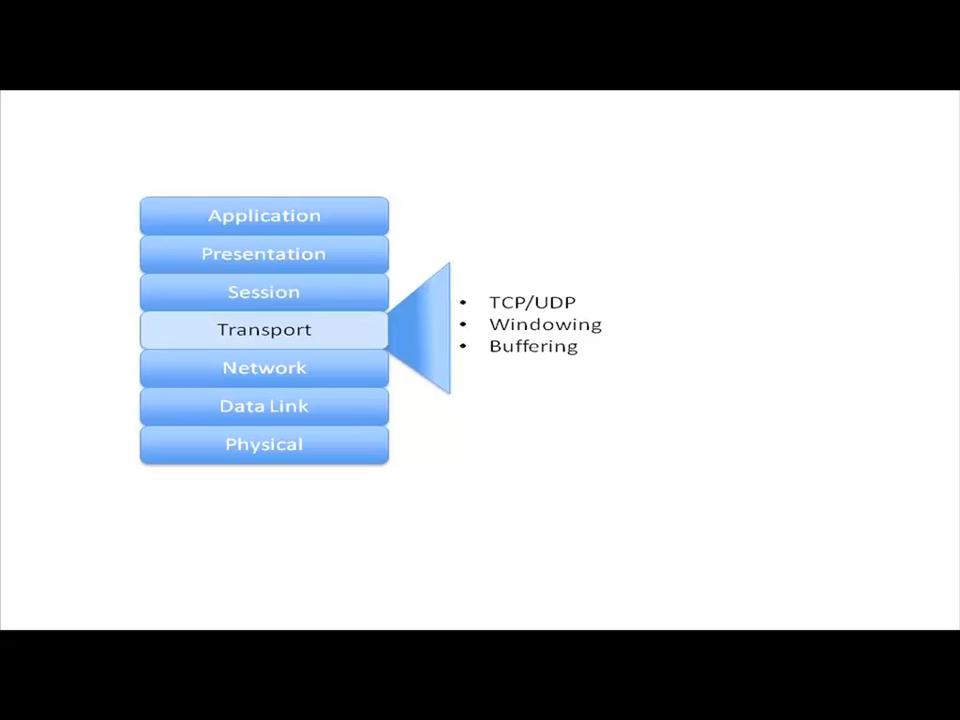 Application
Presentation
Session
Transport
Network
Data Link
Physical
• TCP/UDP
• Windowing
• Buffering